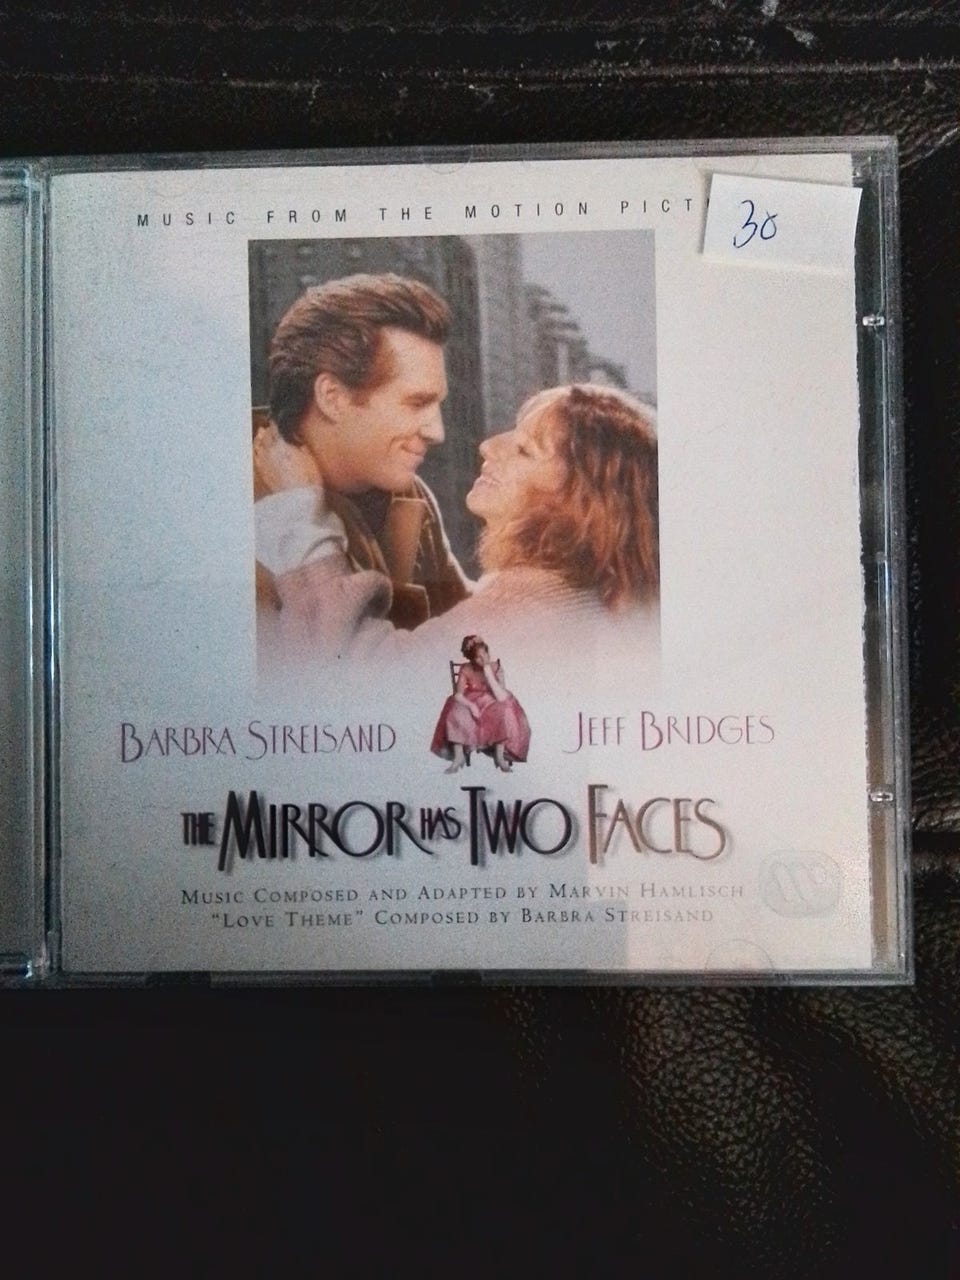 MUSIC FROM THE MOTION PICT
30
BARBRA STREISAND
JEFF BRIDGES
THE MIRROR HAS TWO FACES
MUSIC COMPOSED AND ADAPTED BY MARVIN HAMLISCH
"LOVE THEME" COMPOSED BY BARBRA STREISAND